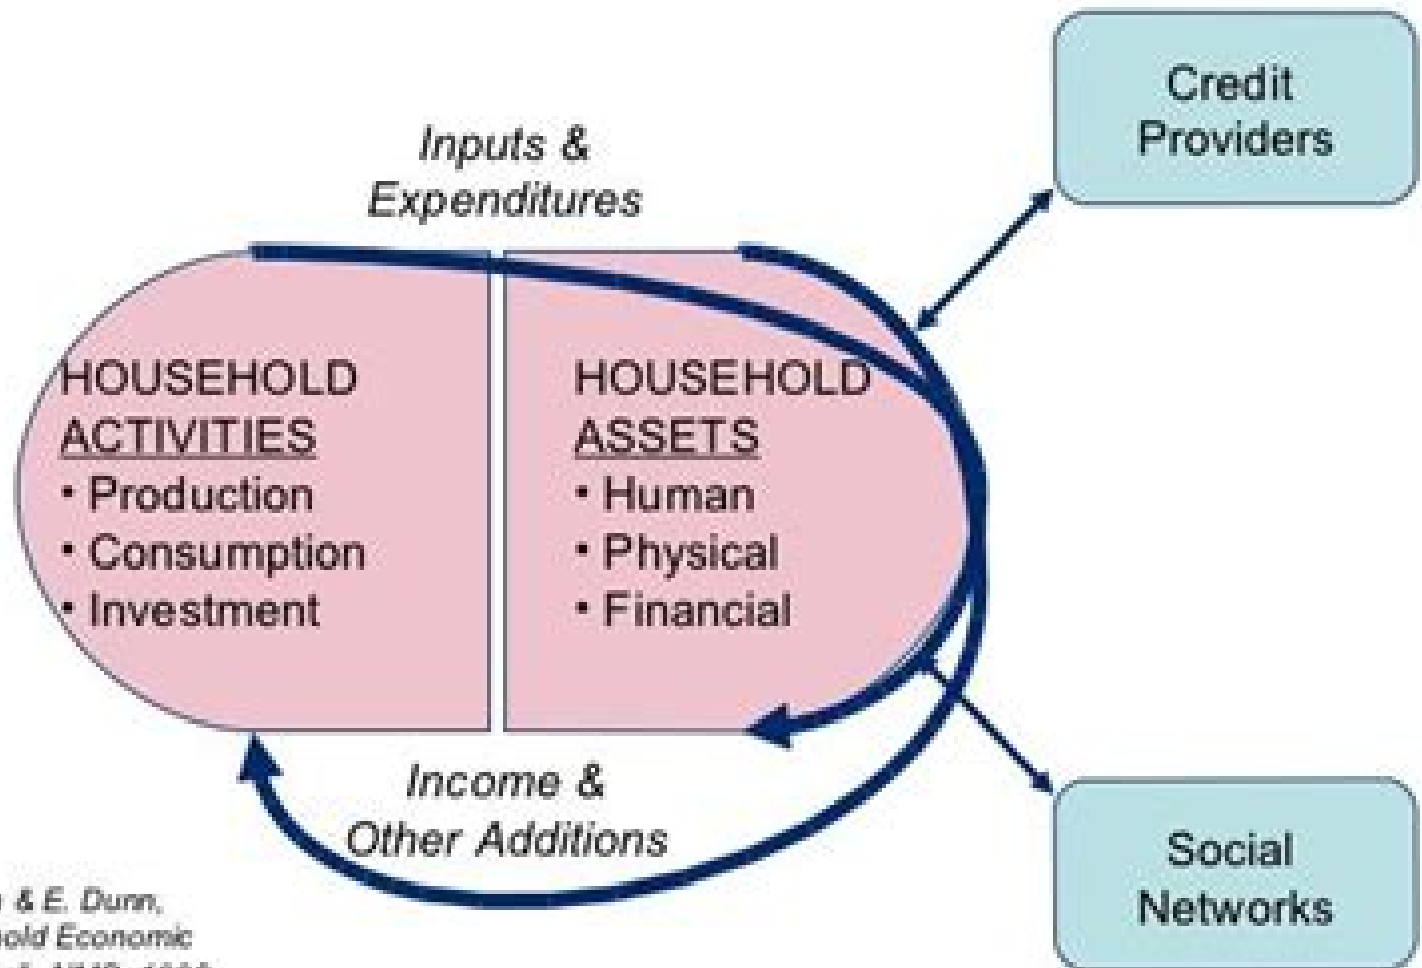 Credit
Providers
Inputs &
Expenditures
HOUSEHOLD
ACTIVITIES
• Production
• Consumption
• Investment
HOUSEHOLD
ASSETS
• Human
• Physical
• Financial
Income &
Other Additions
Social
Networks
& E. Dunn,
Economic